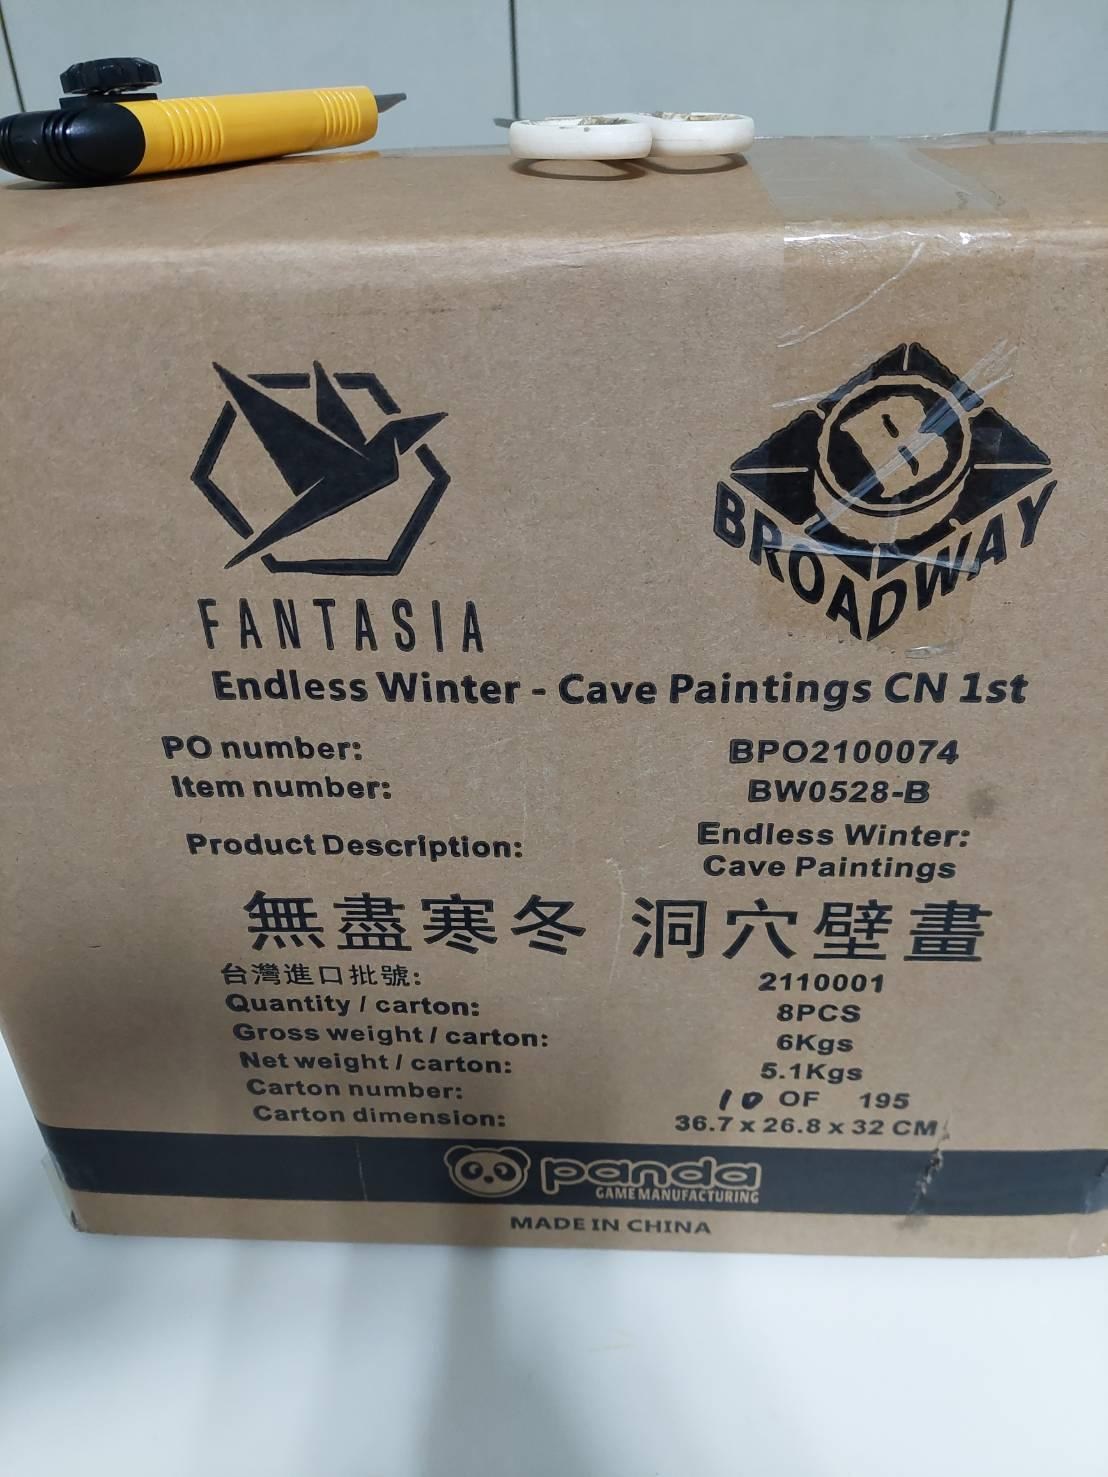 B
BROADWAY
FANTASIA
Endless Winter - Cave Paintings CN 1st
PO number: BPO2100074
Item number: BW0528-B
Product Description: Endless Winter:
Cave Paintings
無盡寒冬 洞穴壁畫
台灣進口批號: 2110001
Quantity / carton: 8PCS
Gross weight / carton: 6Kgs
Net weight / carton: 5.1Kgs
Carton number: 10 OF 195
Carton dimension: 36.7 x 26.8 x 32 CM
panda
GAME MANUFACTURING
MADE IN CHINA